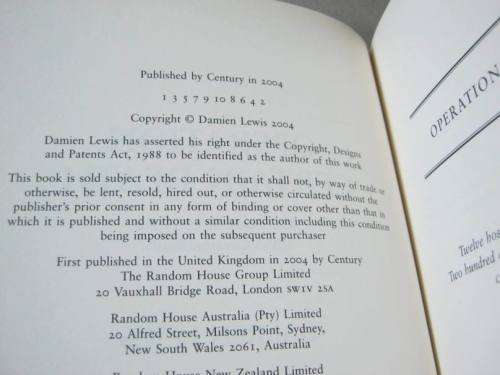 Published by Century in 2004
1 3 5 7 9 10 8 6 4 2
Copyright © Damien Lewis 2004
Damien Lewis has asserted his right under the Copyright, Designs
and Patents Act, 1988 to be identified as the author of this work
This book is sold subject to the condition that it shall not, by way of trade or
otherwise, be lent, resold, hired out, or otherwise circulated without the
publisher's prior consent in any form of binding or cover other than that in
which it is published and without a similar condition including this condition
being imposed on the subsequent purchaser
First published in the United Kingdom in 2004 by Century
The Random House Group Limited
20 Vauxhall Bridge Road, London SW1V 2SA
Random House Australia (Pty) Limited
20 Alfred Street, Milsons Point, Sydney,
New South Wales 2061, Australia
Random House New Zealand Limited
OPERATION
Twelve
Two hundred